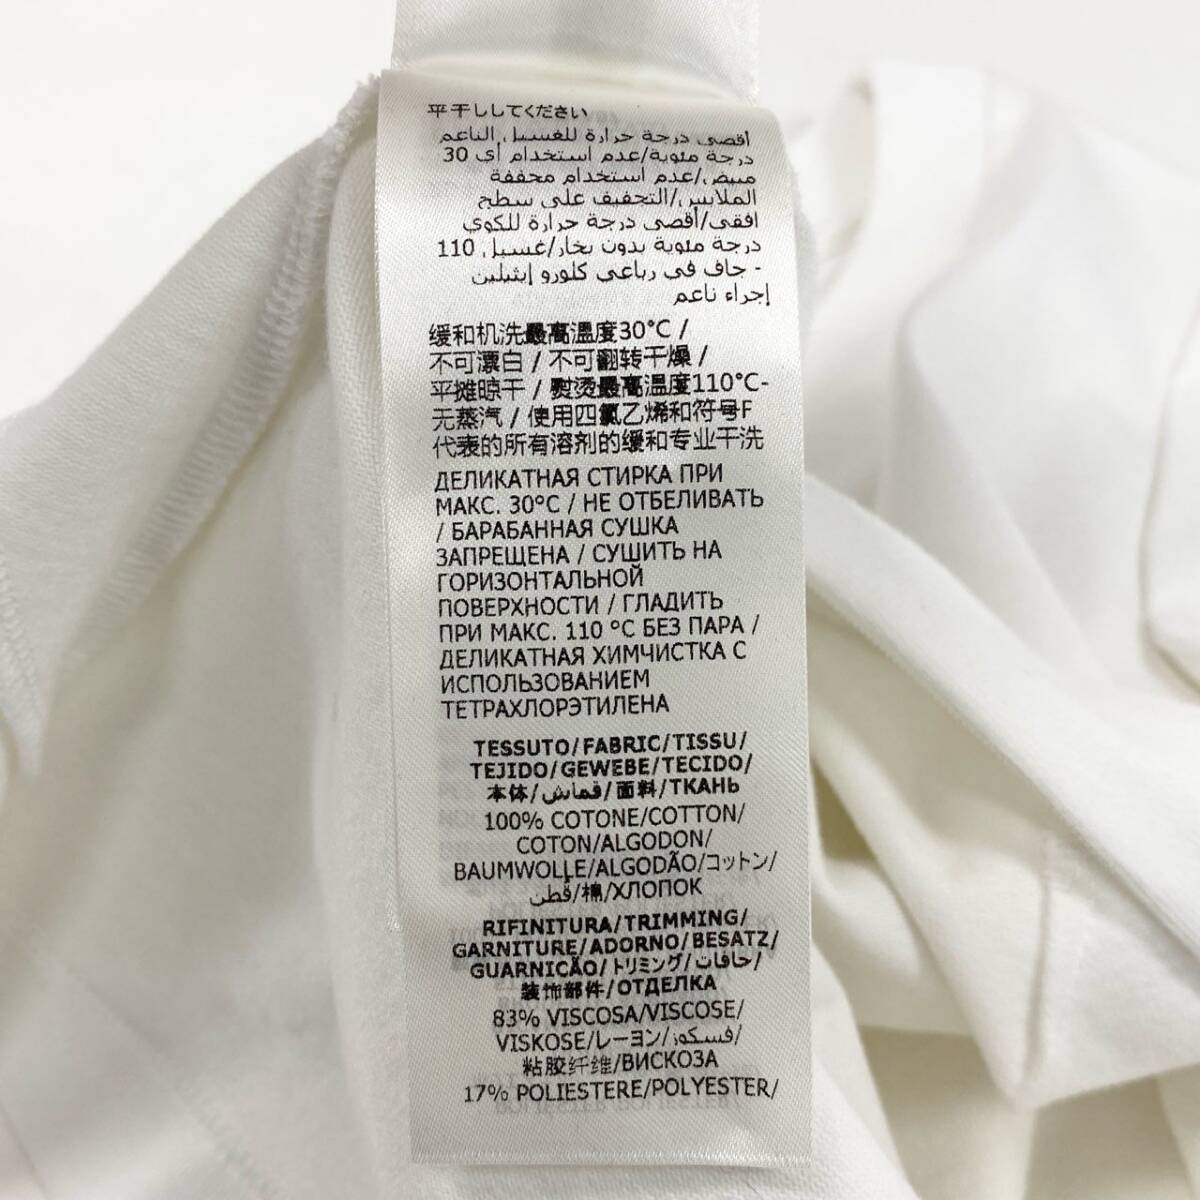 平干ししてください
أقصى درجة حرارة للغسيل الناعم
30 درجة مئوية/عدم استخدام أي
مبيض/عدم استخدام مجففة
الملابس/التجفيف على سطح
افقي/أقصى درجة حرارة للكوي
110 درجة مئوية بدون بخار/غسيل
- جاف في رباعي كلورو إيثيلين
إجراء ناعم
缓和机洗最高温度30°C /
不可漂白 / 不可翻转干燥 /
平摊晾干 / 熨烫最高温度110°C-
无蒸汽 / 使用四氯乙烯和符号F
代表的所有溶剂的缓和专业干洗
ДЕЛИКАТНАЯ СТИРКА ПРИ
МАКС. 30°C / НЕ ОТБЕЛИВАТЬ
/ БАРАБАННАЯ СУШКА
ЗАПРЕЩЕНА / СУШИТЬ НА
ГОРИЗОНТАЛЬНОЙ
ПОВЕРХНОСТИ / ГЛАДИТЬ
ПРИ МАКС. 110 °C БЕЗ ПАРА /
ДЕЛИКАТНАЯ ХИМЧИСТКА С
ИСПОЛЬЗОВАНИЕМ
ТЕТРАХЛОРЭТИЛЕНА
TESSUTO/FABRIC/TISSU/
TEJIDO/GEWEBE/TECIDO/
本体/قماش/面料/ТКАНЬ
100% COTONE/COTTON/
COTON/ALGODON/
BAUMWOLLE/ALGODÃO/コットン/
قُطن/棉/ХЛОПОК
RIFINITURA/TRIMMING/
GARNITURE/ADORNO/BESATZ/
GUARNICÃO/トリミング/حافات/
装饰部件/ОТДЕЛКА
83% VISCOSA/VISCOSE/
VISKOSE/レーヨン/فسكوز/
粘胶纤维/ВИСКОЗА
17% POLIESTERE/POLYESTER/